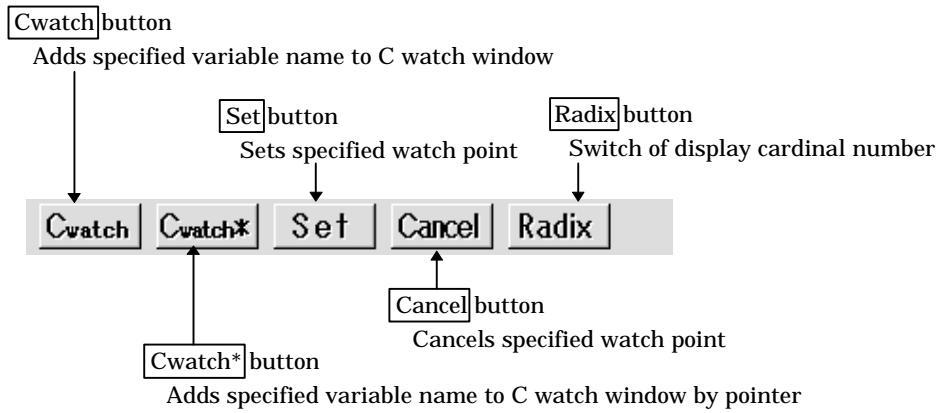 Cwatch button
Adds specified variable name to C watch window
Set button
Sets specified watch point
Radix button
Switch of display cardinal number
Cwatch Cwatch* Set Cancel Radix
Cancel button
Cancels specified watch point
Cwatch* button
Adds specified variable name to C watch window by pointer